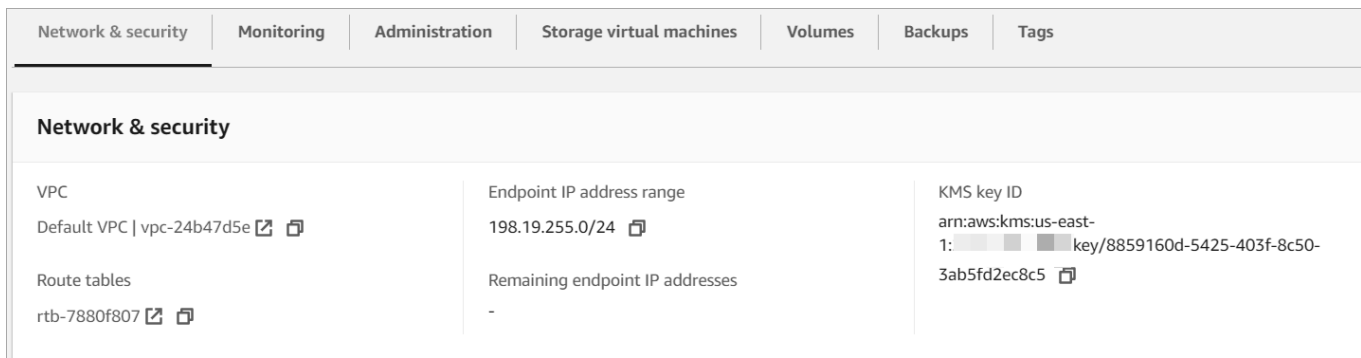 Network & security
Monitoring
Administration
Storage virtual machines
Volumes
Backups
Tags
Network & security
VPC
Default VPC | vpc-24b47d5e
Route tables
rtb-7880f807
Endpoint IP address range
198.19.255.0/24
Remaining endpoint IP addresses
-
KMS key ID
arn:aws:kms:us-east-
1: key/8859160d-5425-403f-8c50-
3ab5fd2ec8c5